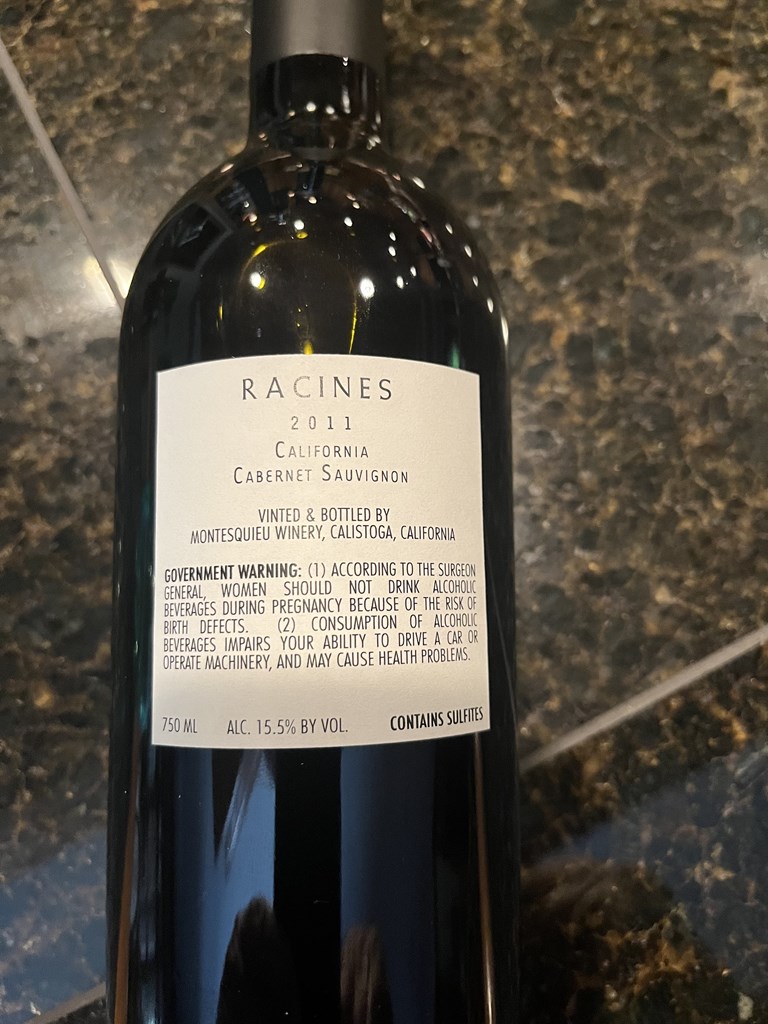 RACINES
2011
CALIFORNIA
CABERNET SAUVIGNON
VINTED & BOTTLED BY
MONTESQUIEU WINERY, CALISTOGA, CALIFORNIA
GOVERNMENT WARNING: (1) ACCORDING TO THE SURGEON
GENERAL, WOMEN SHOULD NOT DRINK ALCOHOLIC
BEVERAGES DURING PREGNANCY BECAUSE OF THE RISK OF
BIRTH DEFECTS. (2) CONSUMPTION OF ALCOHOLIC
BEVERAGES IMPAIRS YOUR ABILITY TO DRIVE A CAR OR
OPERATE MACHINERY, AND MAY CAUSE HEALTH PROBLEMS.
750 ML ALC. 15.5% BY VOL. CONTAINS SULFITES